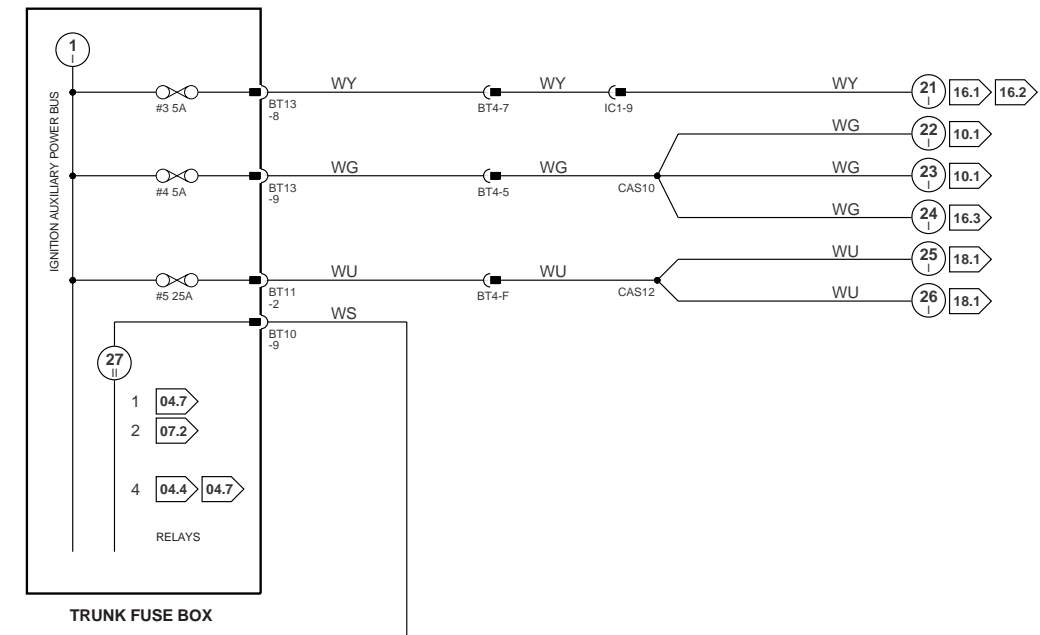 1
I
IGNITION AUXILIARY POWER BUS
#3 5A
BT13
-8
WY
BT4-7
WY
IC1-9
WY
21
I
16.1
16.2
#4 5A
BT13
-9
WG
BT4-5
WG
CAS10
WG
22
I
10.1
WG
23
I
10.1
WG
24
I
16.3
#5 25A
BT11
-2
WU
BT4-F
WU
CAS12
WU
25
I
18.1
WU
26
I
18.1
BT10
-9
WS
27
II
1 04.7
2 07.2
4 04.4 04.7
RELAYS
TRUNK FUSE BOX